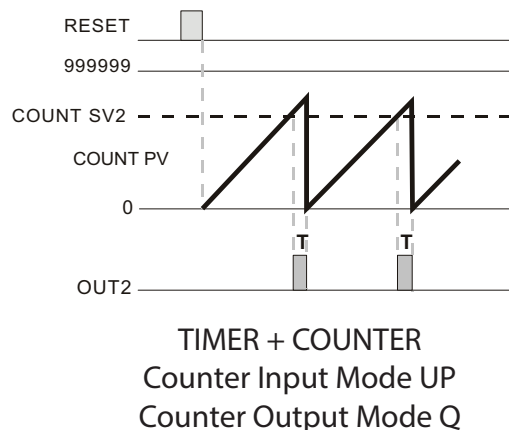 RESET
999999
COUNT SV2
COUNT PV
0
T T
OUT2
TIMER + COUNTER
Counter Input Mode UP
Counter Output Mode Q